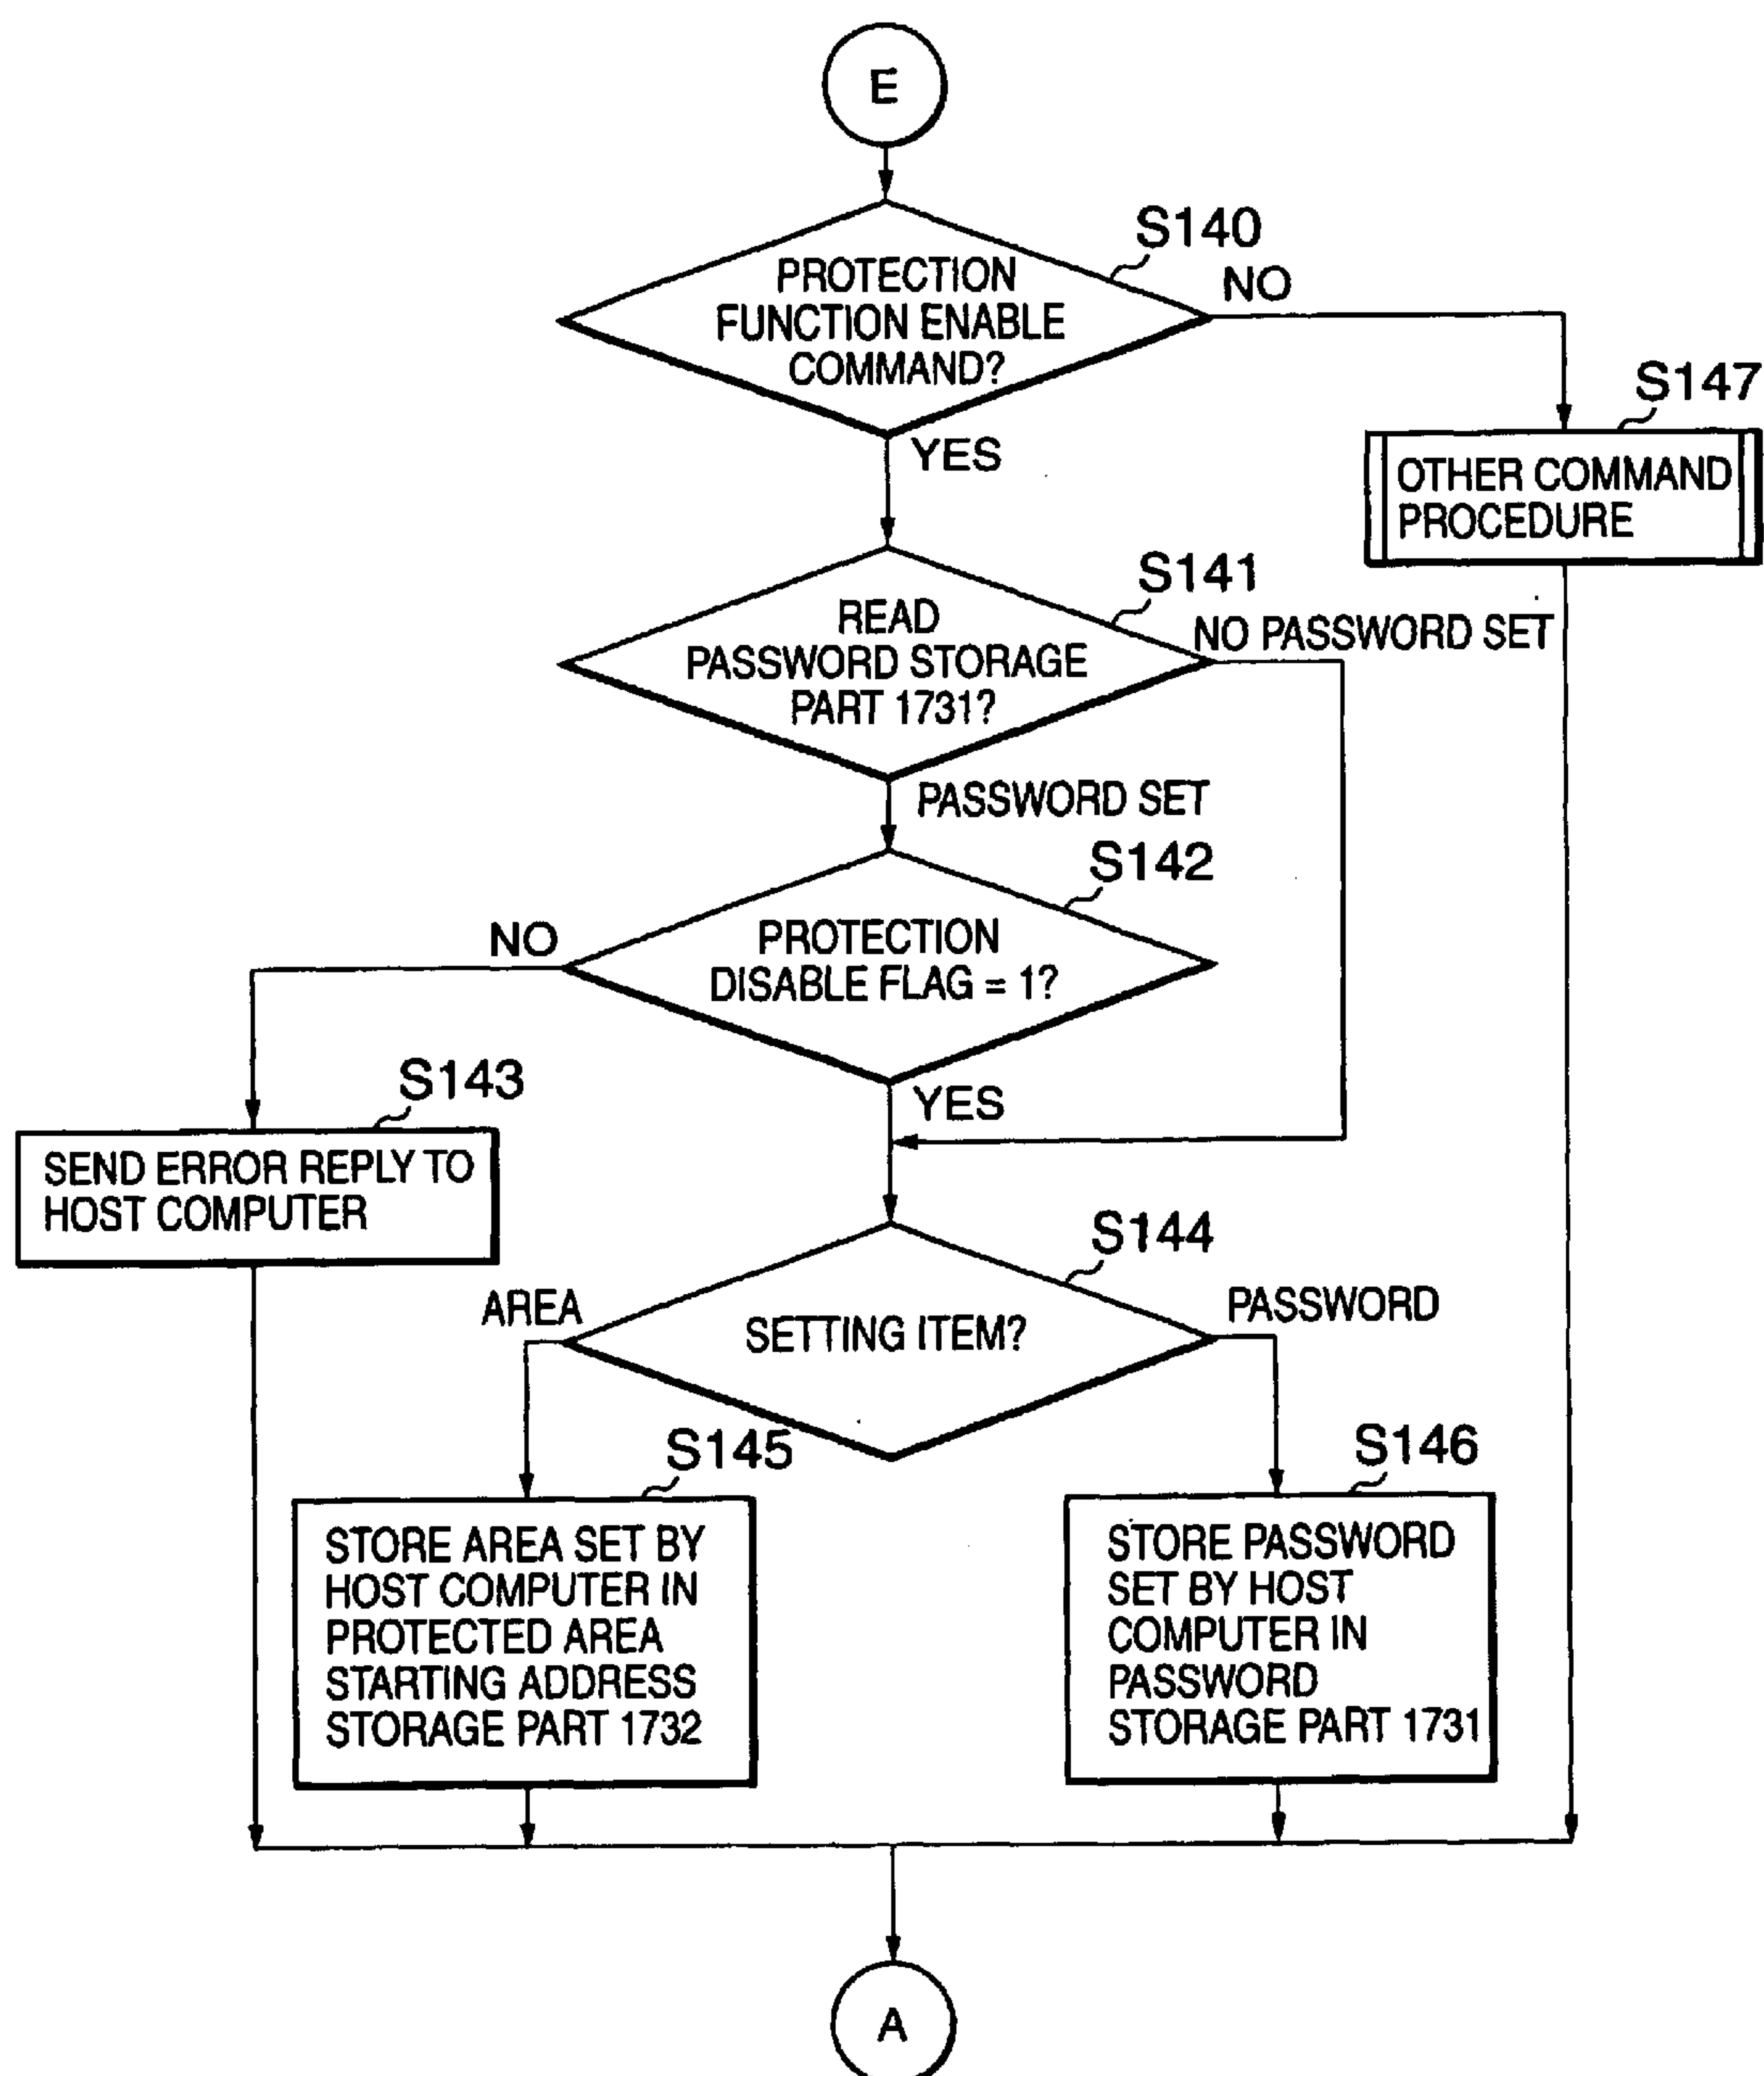 E
S140
PROTECTION
FUNCTION ENABLE
COMMAND?
NO
YES
S147
OTHER COMMAND
PROCEDURE
S141
READ
PASSWORD STORAGE
PART 1731?
NO PASSWORD SET
PASSWORD SET
S142
PROTECTION
DISABLE FLAG = 1?
NO
YES
S143
SEND ERROR REPLY TO
HOST COMPUTER
S144
SETTING ITEM?
AREA
PASSWORD
S145
STORE AREA SET BY
HOST COMPUTER IN
PROTECTED AREA
STARTING ADDRESS
STORAGE PART 1732
S146
STORE PASSWORD
SET BY HOST
COMPUTER IN
PASSWORD
STORAGE PART 1731
A